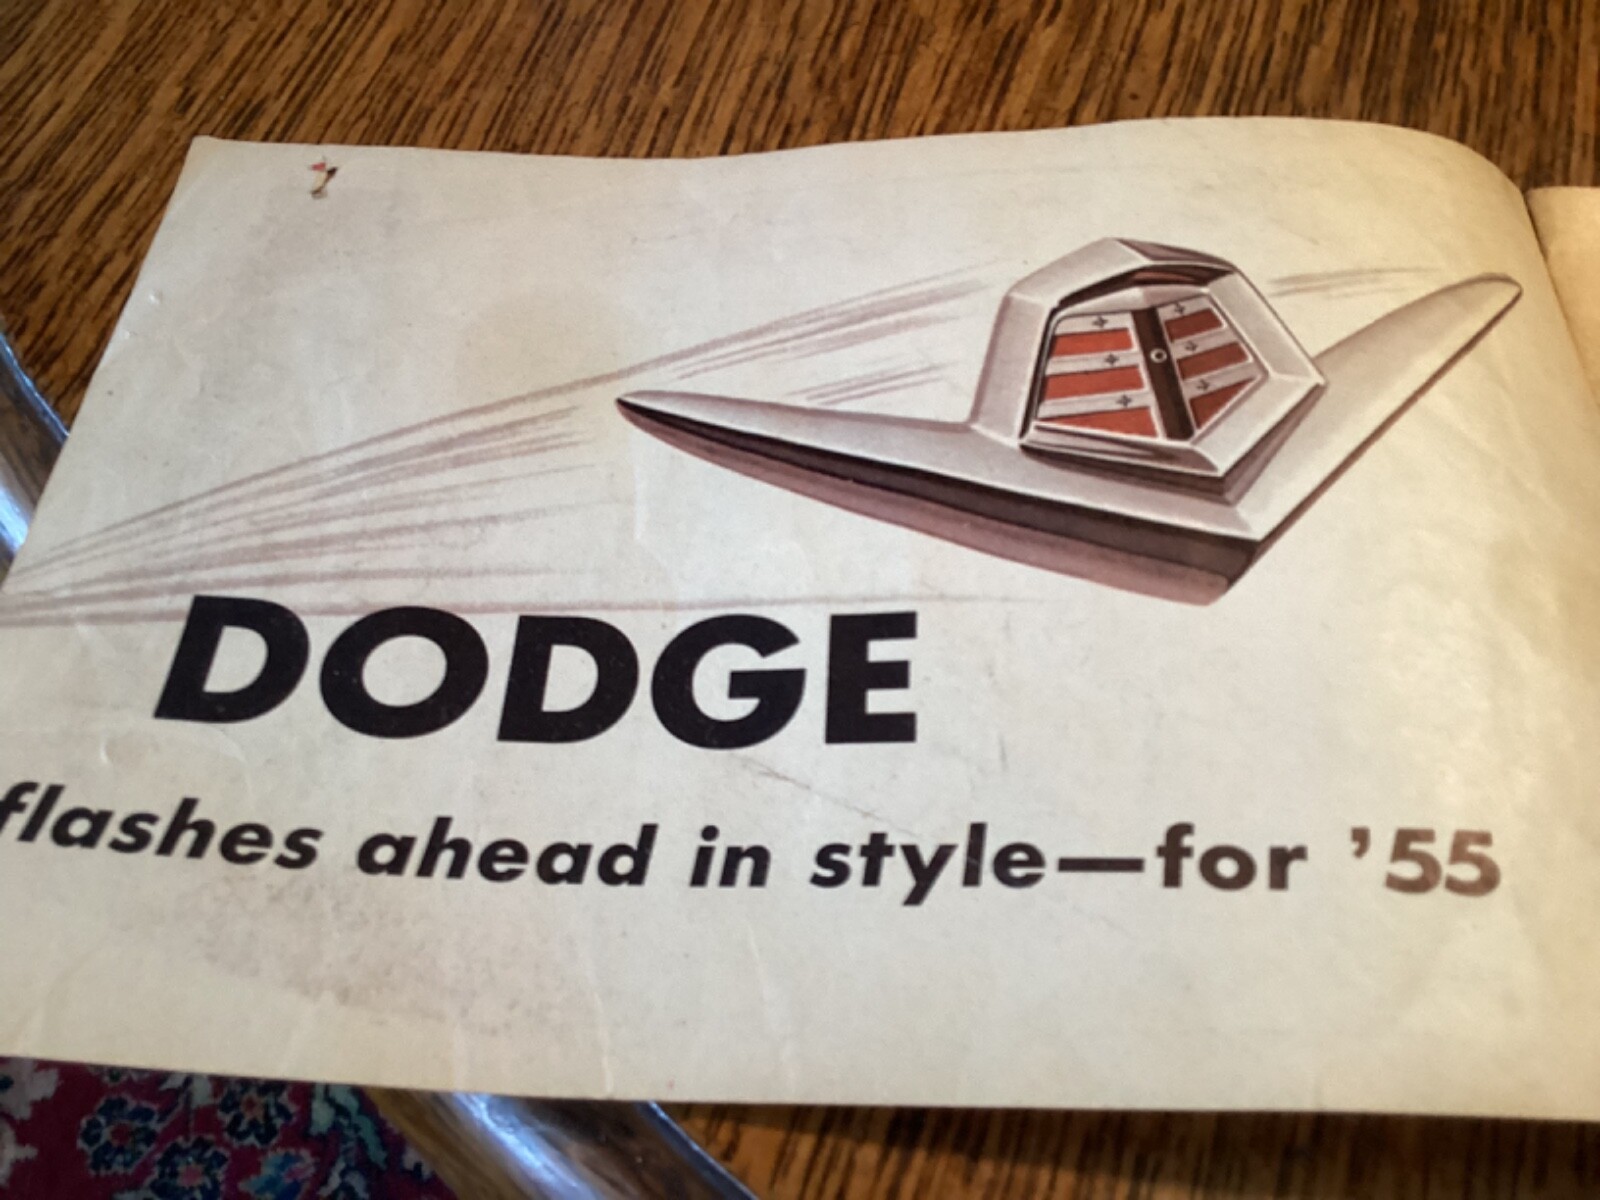 DODGE
flashes ahead in style—for '55